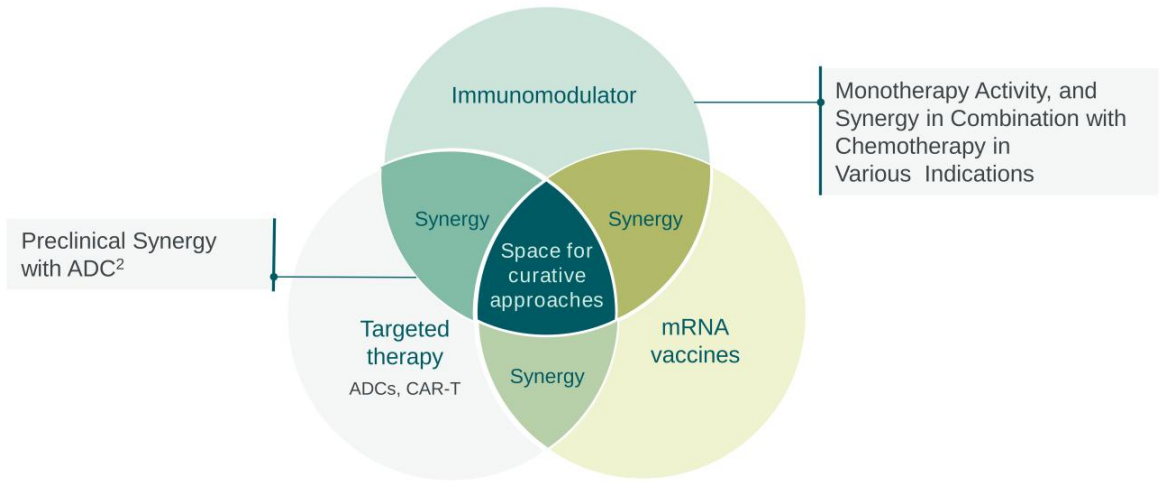 Immunomodulator
Monotherapy Activity, and
Synergy in Combination with
Chemotherapy in
Various Indications
Synergy
Synergy
Preclinical Synergy
with ADC²
Space for
curative
approaches
Targeted
therapy
ADCs, CAR-T
mRNA
vaccines
Synergy